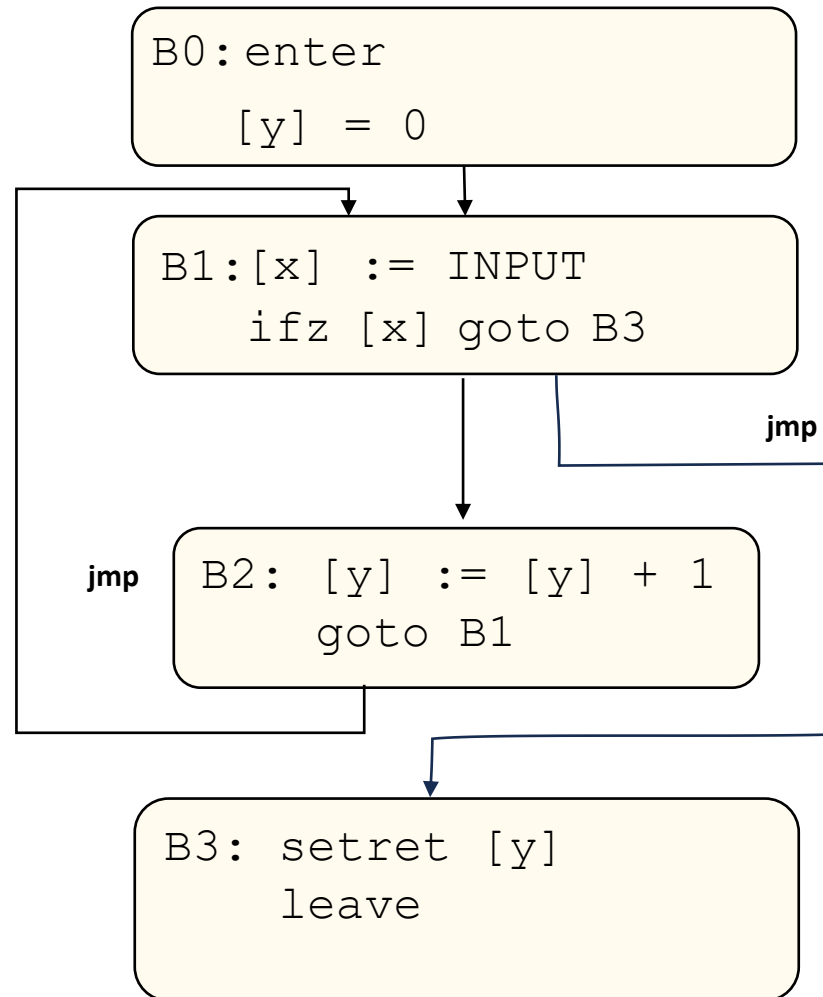 B0: enter
[y] = 0
B1:[x] := INPUT
ifz [x] goto B3
jmp
jmp
B2: [y] := [y] + 1
goto B1
B3: setret [y]
leave